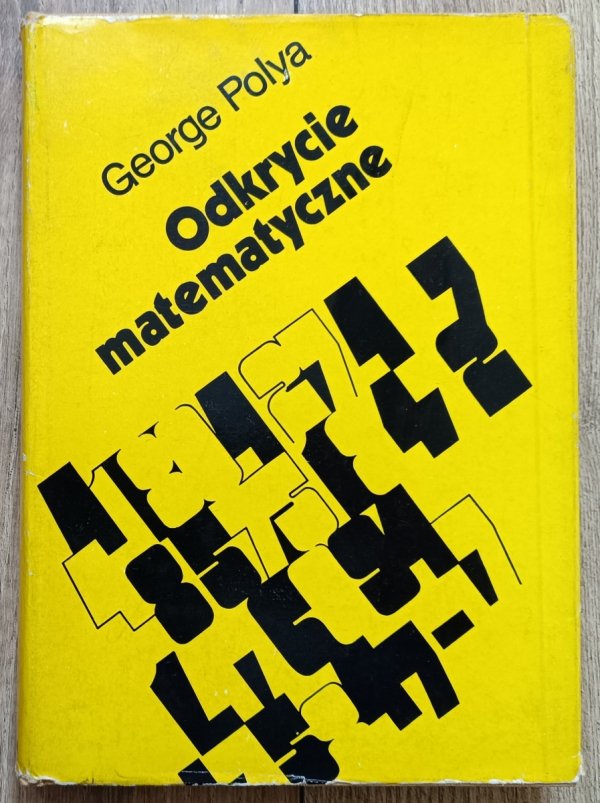 George Polya
Odkrycie
matematyczne